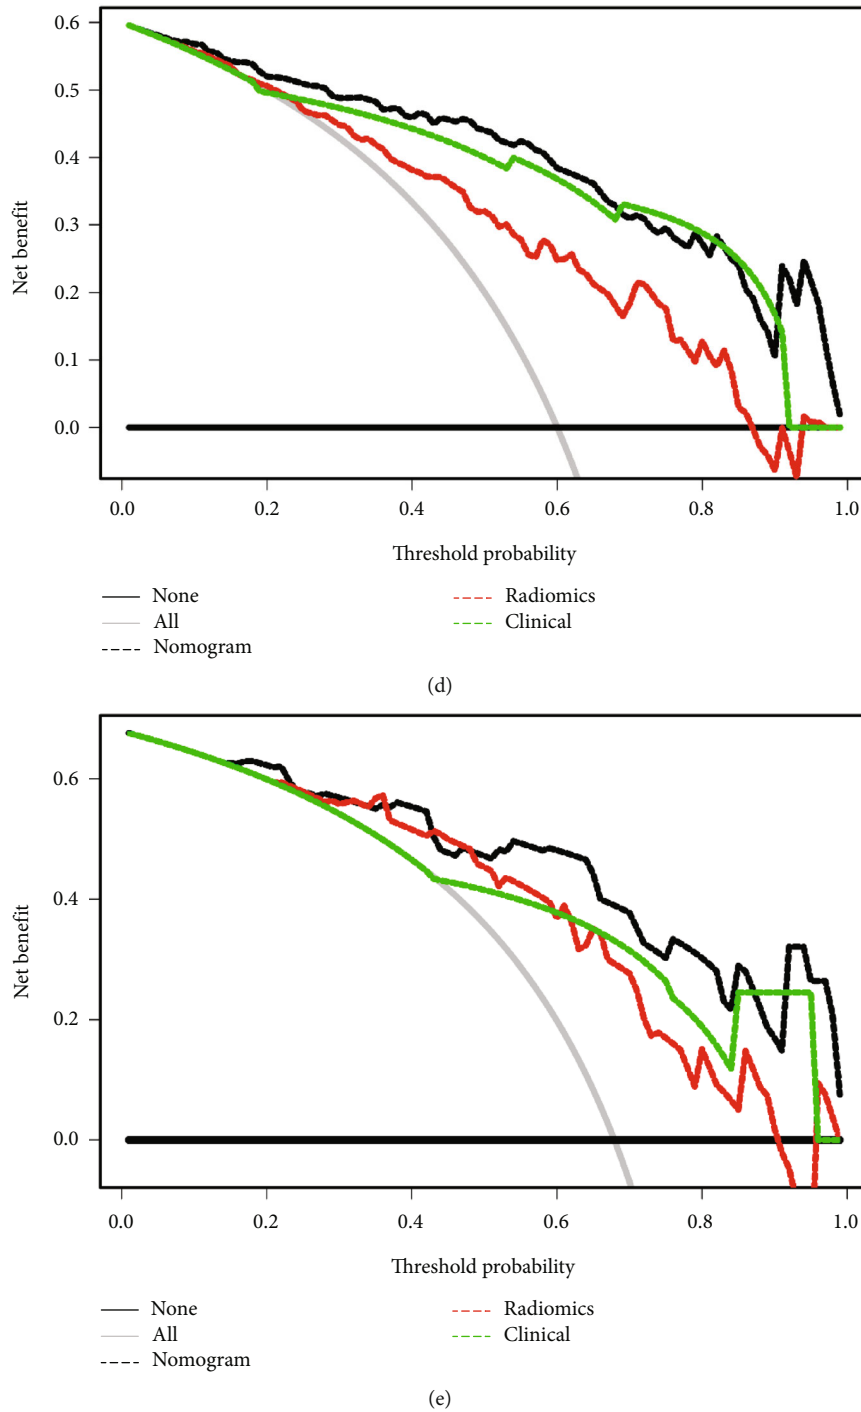 0.6
0.5
0.4
0.3
0.2
0.1
0.0
Net benefit
0.0 0.2 0.4 0.6 0.8 1.0
Threshold probability
None Radiomics
All Clinical
Nomogram
(d)
0.6
0.4
0.2
0.0
Net benefit
0.0 0.2 0.4 0.6 0.8 1.0
Threshold probability
None Radiomics
All Clinical
Nomogram
(e)